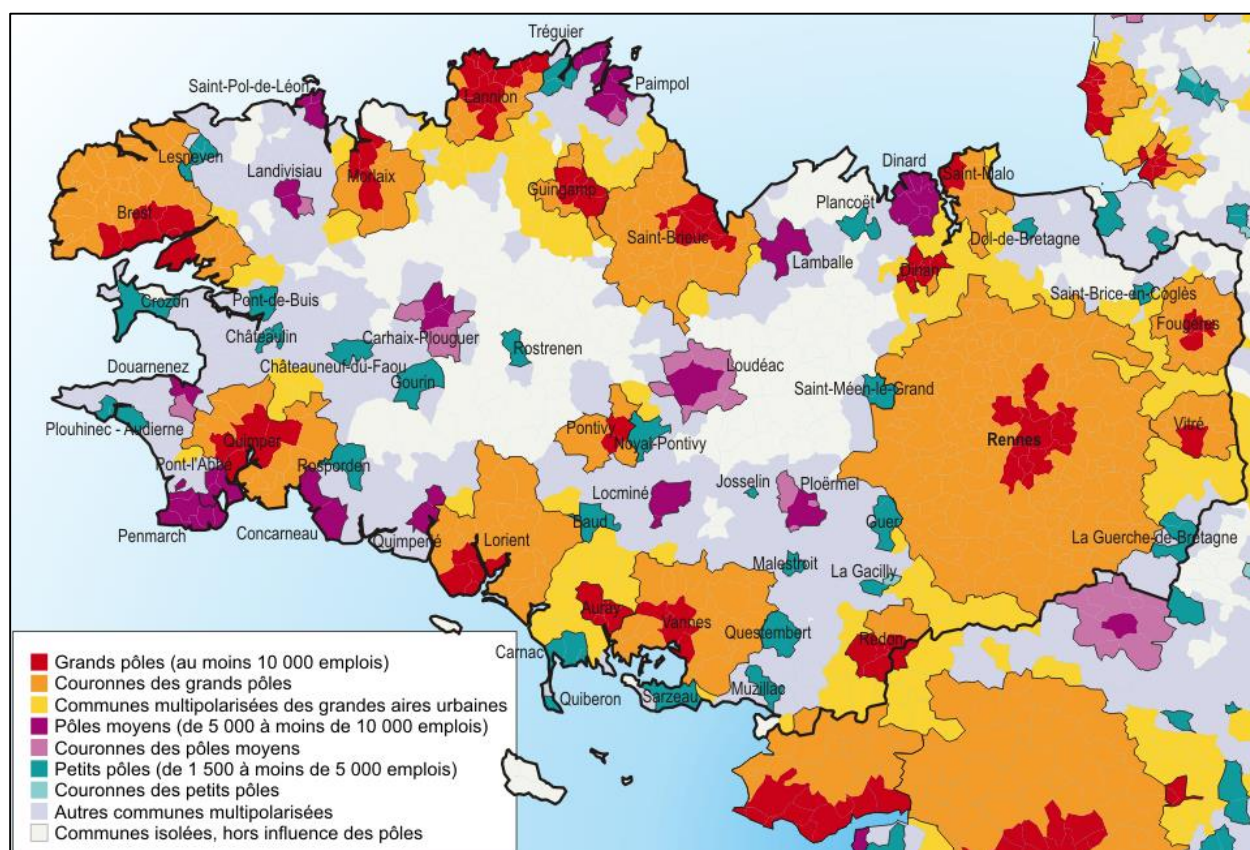 Tréguier
Saint-Pol-de-Léon
Paimpol
Lannion
Lesneven
Landivisiau
Morlaix
Guingamp
Dinard
Saint-Malo
Plancoët
Brest
Saint-Brieuc
Lamballe
Dol-de-Bretagne
Dinan
Crozon
Pont-de-Buis
Saint-Brice-en-Coglès
Fougères
Châteaulin
Carhaix-Plouguer
Rostrenen
Douarnenez
Châteauneuf-du-Faou
Loudéac
Gourin
Saint-Méen-le-Grand
Plouhinec - Audierne
Quimper
Pontivy
Noyal-Pontivy
Rennes
Vitré
Pont-l'Abbé
Rosporden
Locminé
Josselin
Ploërmel
Penmarch
Concarneau
Quimperlé
Lorient
Baud
Guer
La Guerche-de-Bretagne
Malestroit
La Gacilly
Auray
Vannes
Questembert
Redon
Carnac
Quiberon
Sarzeau
Muzillac
Grands pôles (au moins 10 000 emplois)
Couronnes des grands pôles
Communes multipolarisées des grandes aires urbaines
Pôles moyens (de 5 000 à moins de 10 000 emplois)
Couronnes des pôles moyens
Petits pôles (de 1 500 à moins de 5 000 emplois)
Couronnes des petits pôles
Autres communes multipolarisées
Communes isolées, hors influence des pôles